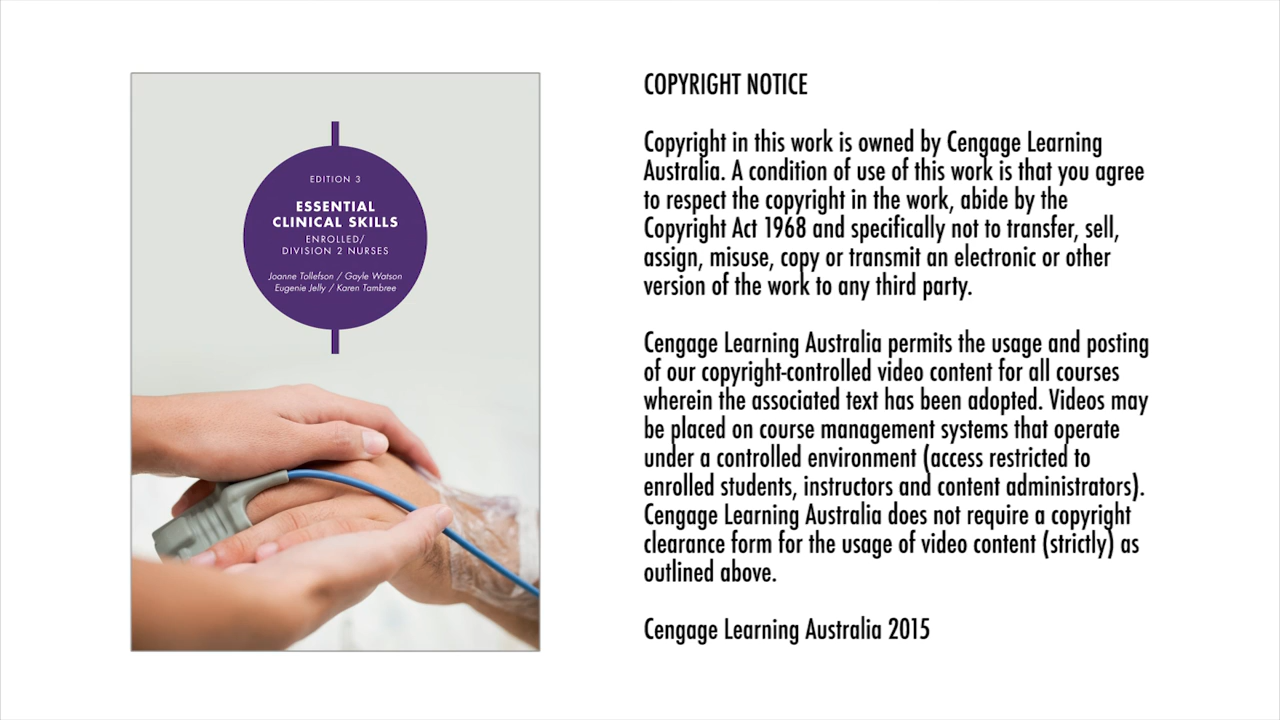 EDITION 3
ESSENTIAL
CLINICAL SKILLS
ENROLLED/
DIVISION 2 NURSES
Joanne Tollefson / Gayle Watson
Eugenie Jelly / Karen Tambree
COPYRIGHT NOTICE
Copyright in this work is owned by Cengage Learning
Australia. A condition of use of this work is that you agree
to respect the copyright in the work, abide by the
Copyright Act 1968 and specifically not to transfer, sell,
assign, misuse, copy or transmit an electronic or other
version of the work to any third party.
Cengage Learning Australia permits the usage and posting
of our copyright-controlled video content for all courses
wherein the associated text has been adopted. Videos may
be placed on course management systems that operate
under a controlled environment (access restricted to
enrolled students, instructors and content administrators).
Cengage Learning Australia does not require a copyright
clearance form for the usage of video content (strictly) as
outlined above.
Cengage Learning Australia 2015